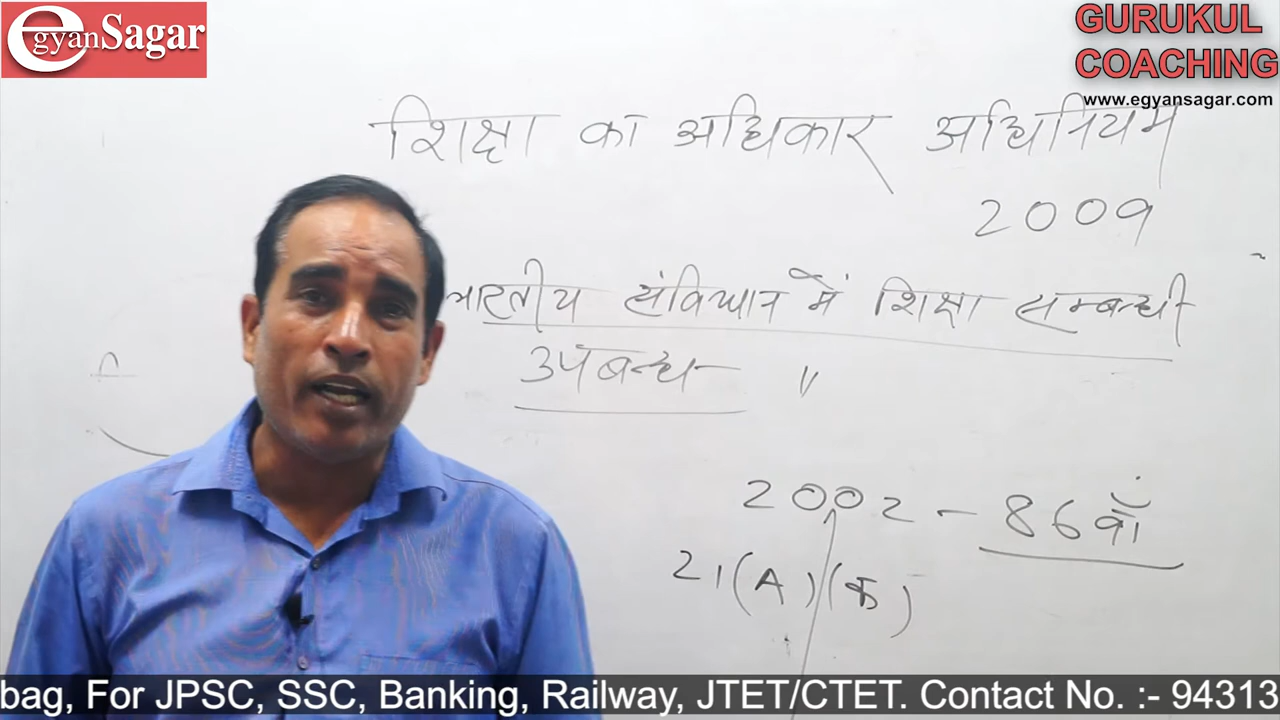 egyanSagar
GURUKUL
COACHING
www.egyansagar.com
शिक्षा का अधिकार अधिनियम
2009
भारतीय संविधान में शिक्षा सम्बन्धी
उपबन्ध- "
2002 - 86वाँ
21(A)(क)
bag, For JPSC, SSC, Banking, Railway, JTET/CTET. Contact No. :- 94313